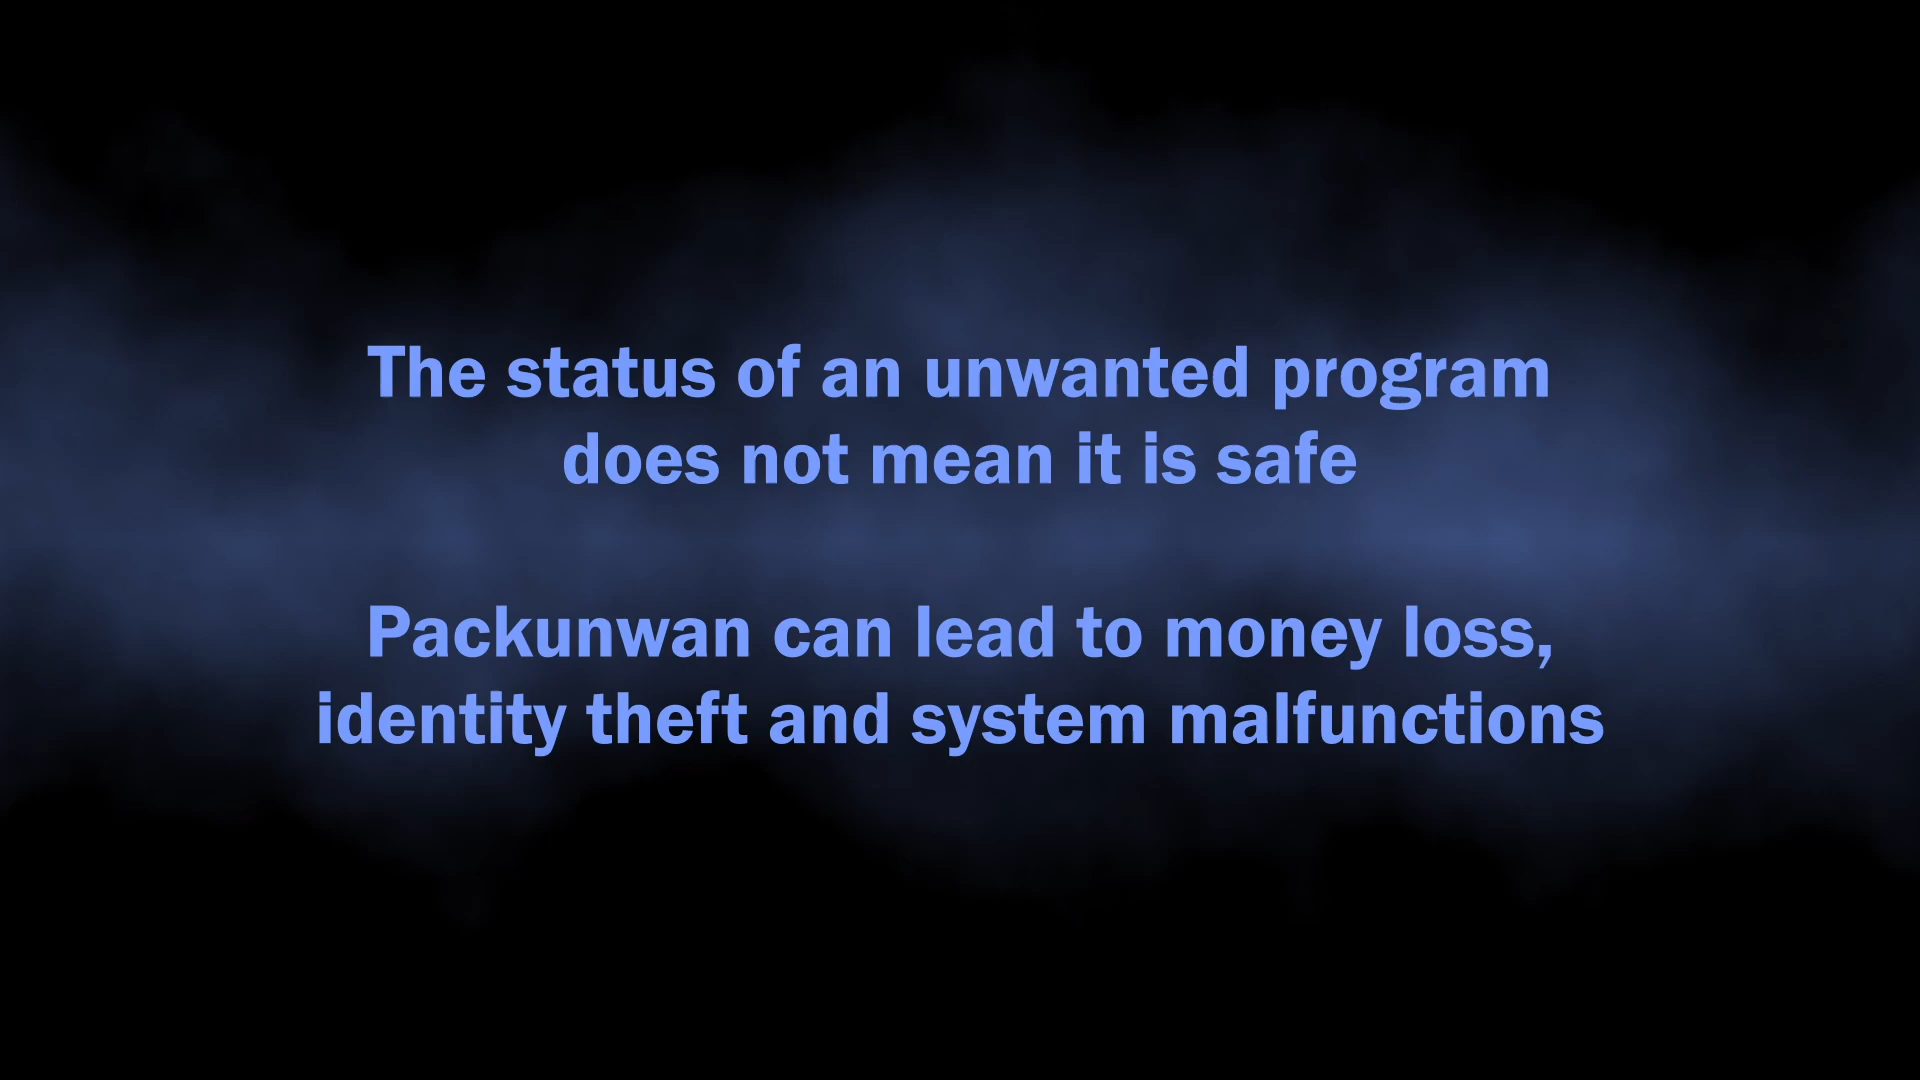 The status of an unwanted program
does not mean it is safe
Packunwan can lead to money loss,
identity theft and system malfunctions